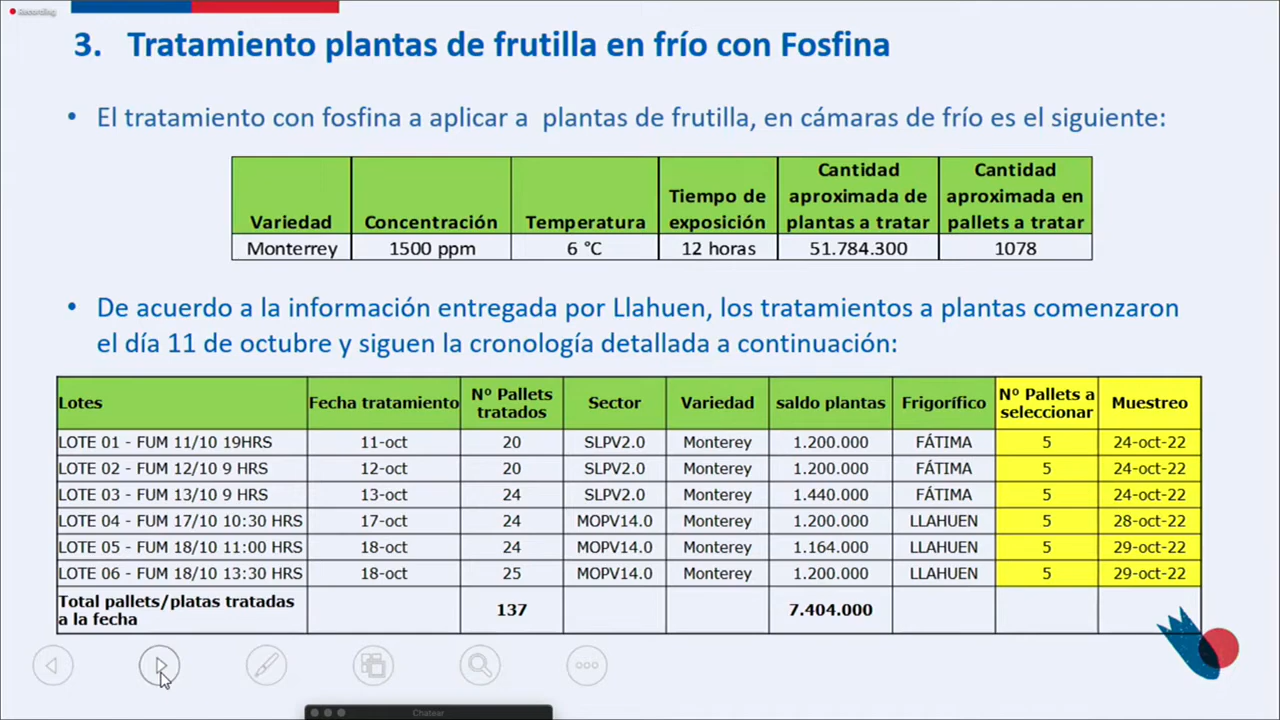 Recording
3. Tratamiento plantas de frutilla en frío con Fosfina
• El tratamiento con fosfina a aplicar a plantas de frutilla, en cámaras de frío es el siguiente:
Variedad Concentración Temperatura Tiempo de exposición Cantidad aproximada de plantas a tratar Cantidad aproximada en pallets a tratar
Monterrey 1500 ppm 6 °C 12 horas 51.784.300 1078
• De acuerdo a la información entregada por Llahuen, los tratamientos a plantas comenzaron
el día 11 de octubre y siguen la cronología detallada a continuación:
Lotes Fecha tratamiento Nº Pallets tratados Sector Variedad saldo plantas Frigorífico Nº Pallets a seleccionar Muestreo
LOTE 01 - FUM 11/10 19HRS 11-oct 20 SLPV2.0 Monterey 1.200.000 FÁTIMA 5 24-oct-22
LOTE 02 - FUM 12/10 9 HRS 12-oct 20 SLPV2.0 Monterey 1.200.000 FÁTIMA 5 24-oct-22
LOTE 03 - FUM 13/10 9 HRS 13-oct 24 SLPV2.0 Monterey 1.440.000 FÁTIMA 5 24-oct-22
LOTE 04 - FUM 17/10 10:30 HRS 17-oct 24 MOPV14.0 Monterey 1.200.000 LLAHUEN 5 28-oct-22
LOTE 05 - FUM 18/10 11:00 HRS 18-oct 24 MOPV14.0 Monterey 1.164.000 LLAHUEN 5 29-oct-22
LOTE 06 - FUM 18/10 13:30 HRS 18-oct 25 MOPV14.0 Monterey 1.200.000 LLAHUEN 5 29-oct-22
Total pallets/platas tratadas
a la fecha 137 7.404.000
Chatear